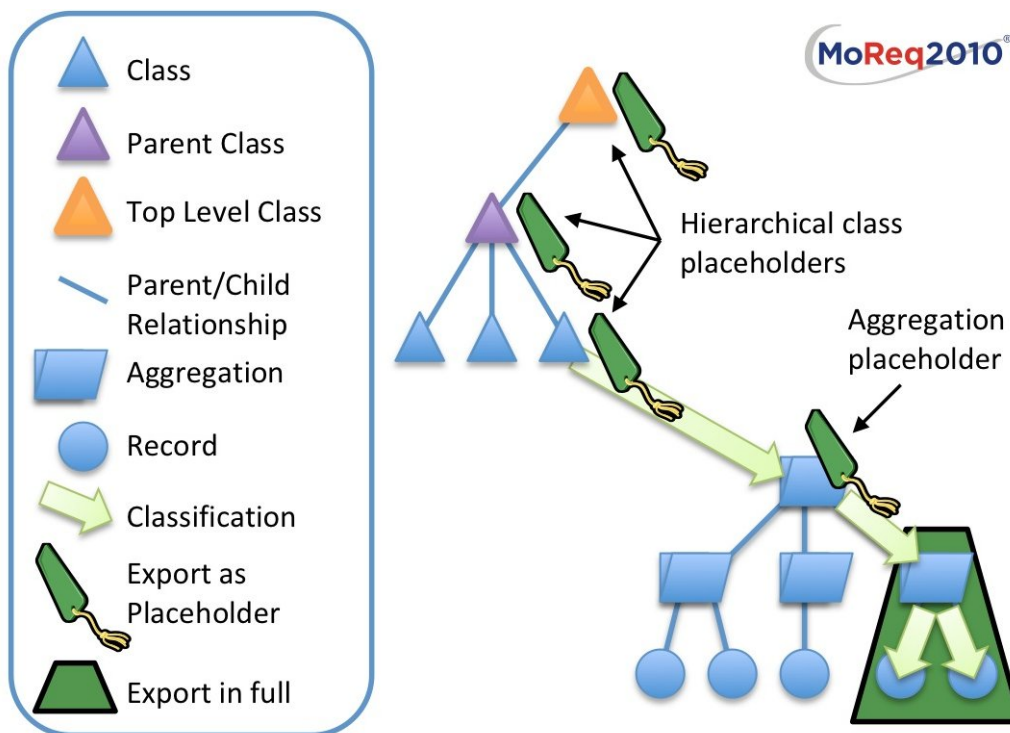 Class
Parent Class
Top Level Class
Parent/Child
Relationship
Aggregation
Record
Classification
Export as
Placeholder
Export in full
MoReq2010®
Hierarchical class
placeholders
Aggregation
placeholder